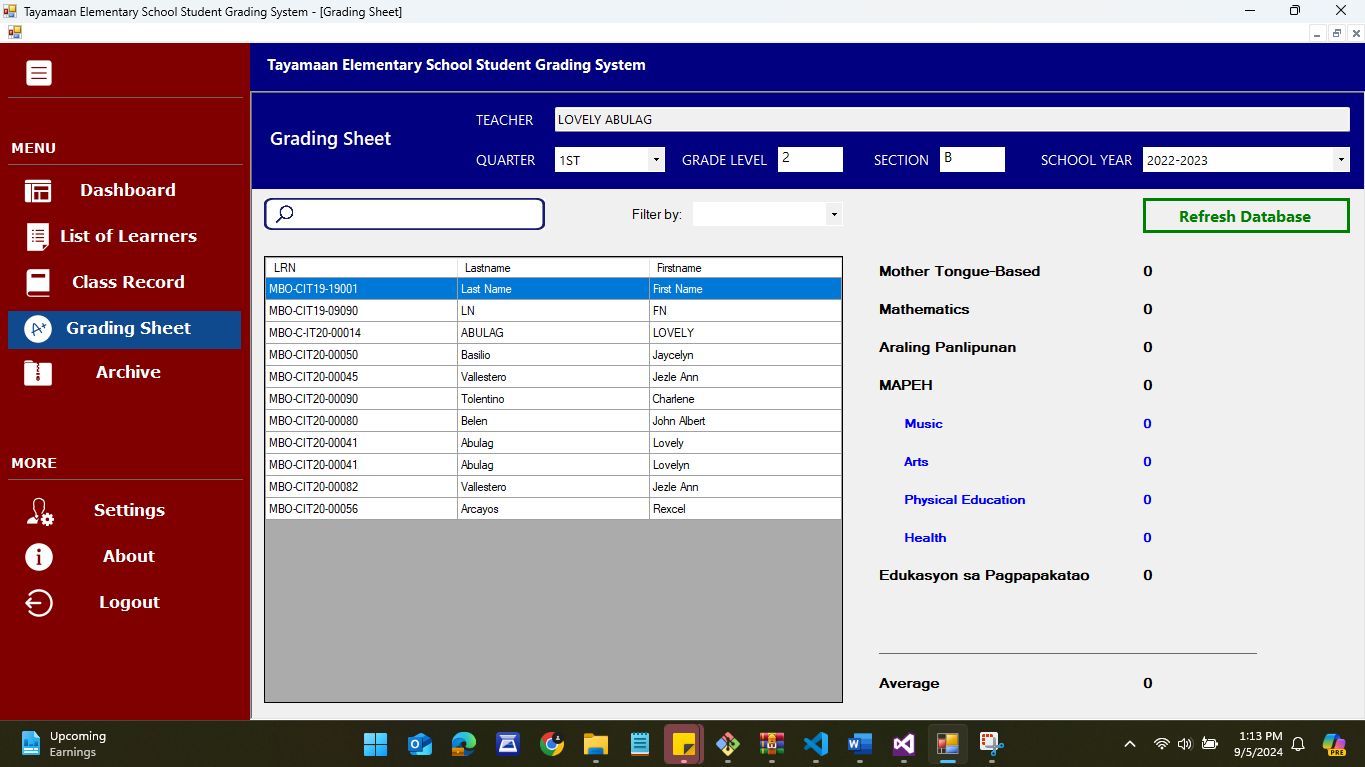 Tayamaan Elementary School Student Grading System - [Grading Sheet]
Tayamaan Elementary School Student Grading System
MENU
Dashboard
List of Learners
Class Record
Grading Sheet
Archive
MORE
Settings
About
Logout
Grading Sheet
TEACHER LOVELY ABULAG
QUARTER 1ST GRADE LEVEL 2 SECTION B SCHOOL YEAR 2022-2023
Filter by:
Refresh Database
LRN Lastname Firstname
MBO-CIT19-19001 Last Name First Name
MBO-CIT19-09090 LN FN
MBO-C-IT20-00014 ABULAG LOVELY
MBO-CIT20-00050 Basilio Jaycelyn
MBO-CIT20-00045 Vallestero Jezle Ann
MBO-CIT20-00090 Tolentino Charlene
MBO-CIT20-00080 Belen John Albert
MBO-CIT20-00041 Abulag Lovely
MBO-CIT20-00041 Abulag Lovelyn
MBO-CIT20-00082 Vallestero Jezle Ann
MBO-CIT20-00056 Arcayos Rexcel
Mother Tongue-Based 0
Mathematics 0
Araling Panlipunan 0
MAPEH 0
Music 0
Arts 0
Physical Education 0
Health 0
Edukasyon sa Pagpapakatao 0
Average 0
Upcoming
Earnings
1:13 PM
9/5/2024
PRE